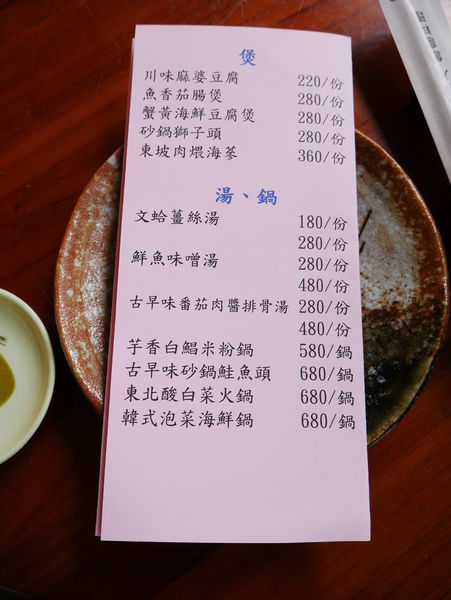 煲
川味麻婆豆腐 220/份
魚香茄腸煲 280/份
蟹黃海鮮豆腐煲 280/份
砂鍋獅子頭 280/份
東坡肉煨海蔘 360/份
湯、鍋
文蛤薑絲湯 180/份
280/份
鮮魚味噌湯 280/份
480/份
古早味番茄肉醬排骨湯 280/份
480/份
芋香白鯧米粉鍋 580/鍋
古早味砂鍋鮭魚頭 680/鍋
東北酸白菜火鍋 680/鍋
韓式泡菜海鮮鍋 680/鍋